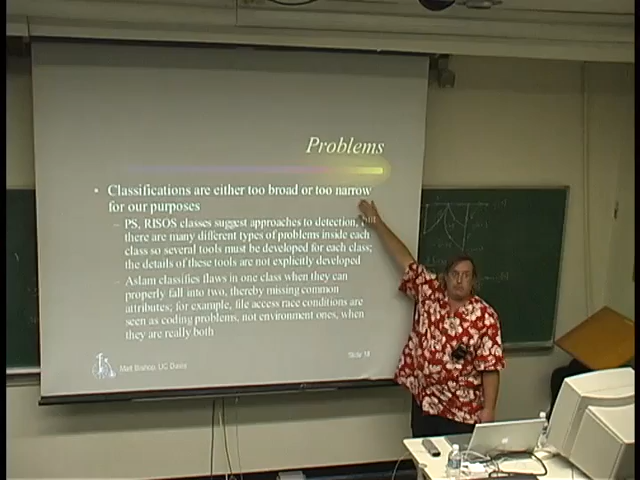 Problems
• Classifications are either too broad or too narrow
for our purposes
– PS, RISOS classes suggest approaches to detection, but
there are many different types of problems inside each
class so several tools must be developed for each class;
the details of these tools are not explicitly developed
– Aslam classifies flaws in one class when they can
properly fall into two, thereby missing common
attributes; for example, file access race conditions are
seen as coding problems, not environment ones, when
they are really both
Matt Bishop, UC Davis
Slide 14